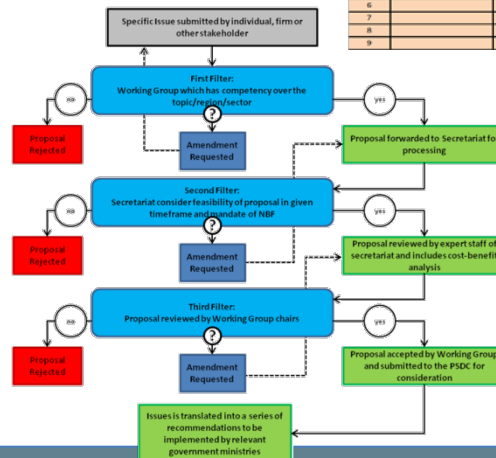 Specific Issue submitted by individual, firm or
other stakeholder
6
7
8
9
First Filter:
Working Group which has competency over the
topic/region/sector
no
?
yes
Proposal
Rejected
Amendment
Requested
Proposal forwarded to Secretariat fo
processing
Second Filter:
Secretariat consider feasibility of proposal in given
timeframe and mandate of NBF
no
?
yes
Proposal
Rejected
Amendment
Requested
Proposal reviewed by expert staff of
secretariat and includes cost-benefit
analysis
Third Filter:
Proposal reviewed by Working Group chairs
no
?
yes
Proposal
Rejected
Amendment
Requested
Proposal accepted by Working Group
and submitted to the PSDC for
consideration
Issues is translated into a series of
recommendations to be
implemented by relevant
government ministries